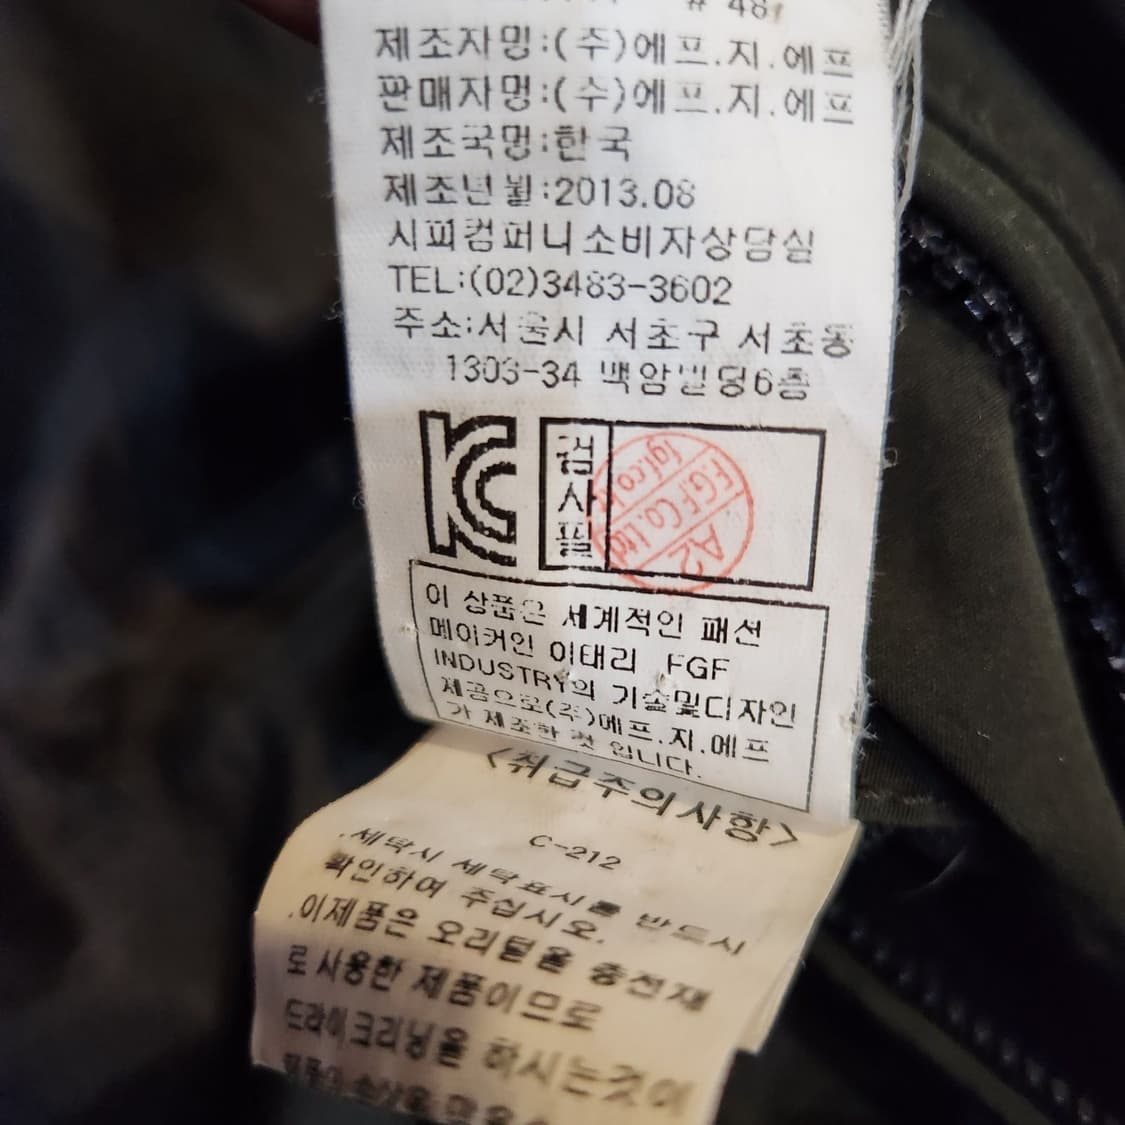 # 48
제조자명:(주)에프.지.에프
판매자명:(주)에프.지.에프
제조국명:한국
제조년월:2013.08
시피컴퍼니소비자상담실
TEL:(02)3483-3602
주소:서울시 서초구 서초동
1303-34 백암빌딩6층
KC
검사필
fgf.co.lt
F.G.F Co.Ltd
A2
이 상품은 세계적인 패션
메이커인 이태리 FGF
INDUSTRY의 기술및디자인
제공으로(주)에프.지.에프
가 제조한 것 입니다.
<취급주의사항>
C-212
.세탁시 세탁표시를 반드시
확인하여 주십시오.
.이제품은 오리털을 충전재
로 사용한 제품이므로
드라이크리닝을 하시는것이